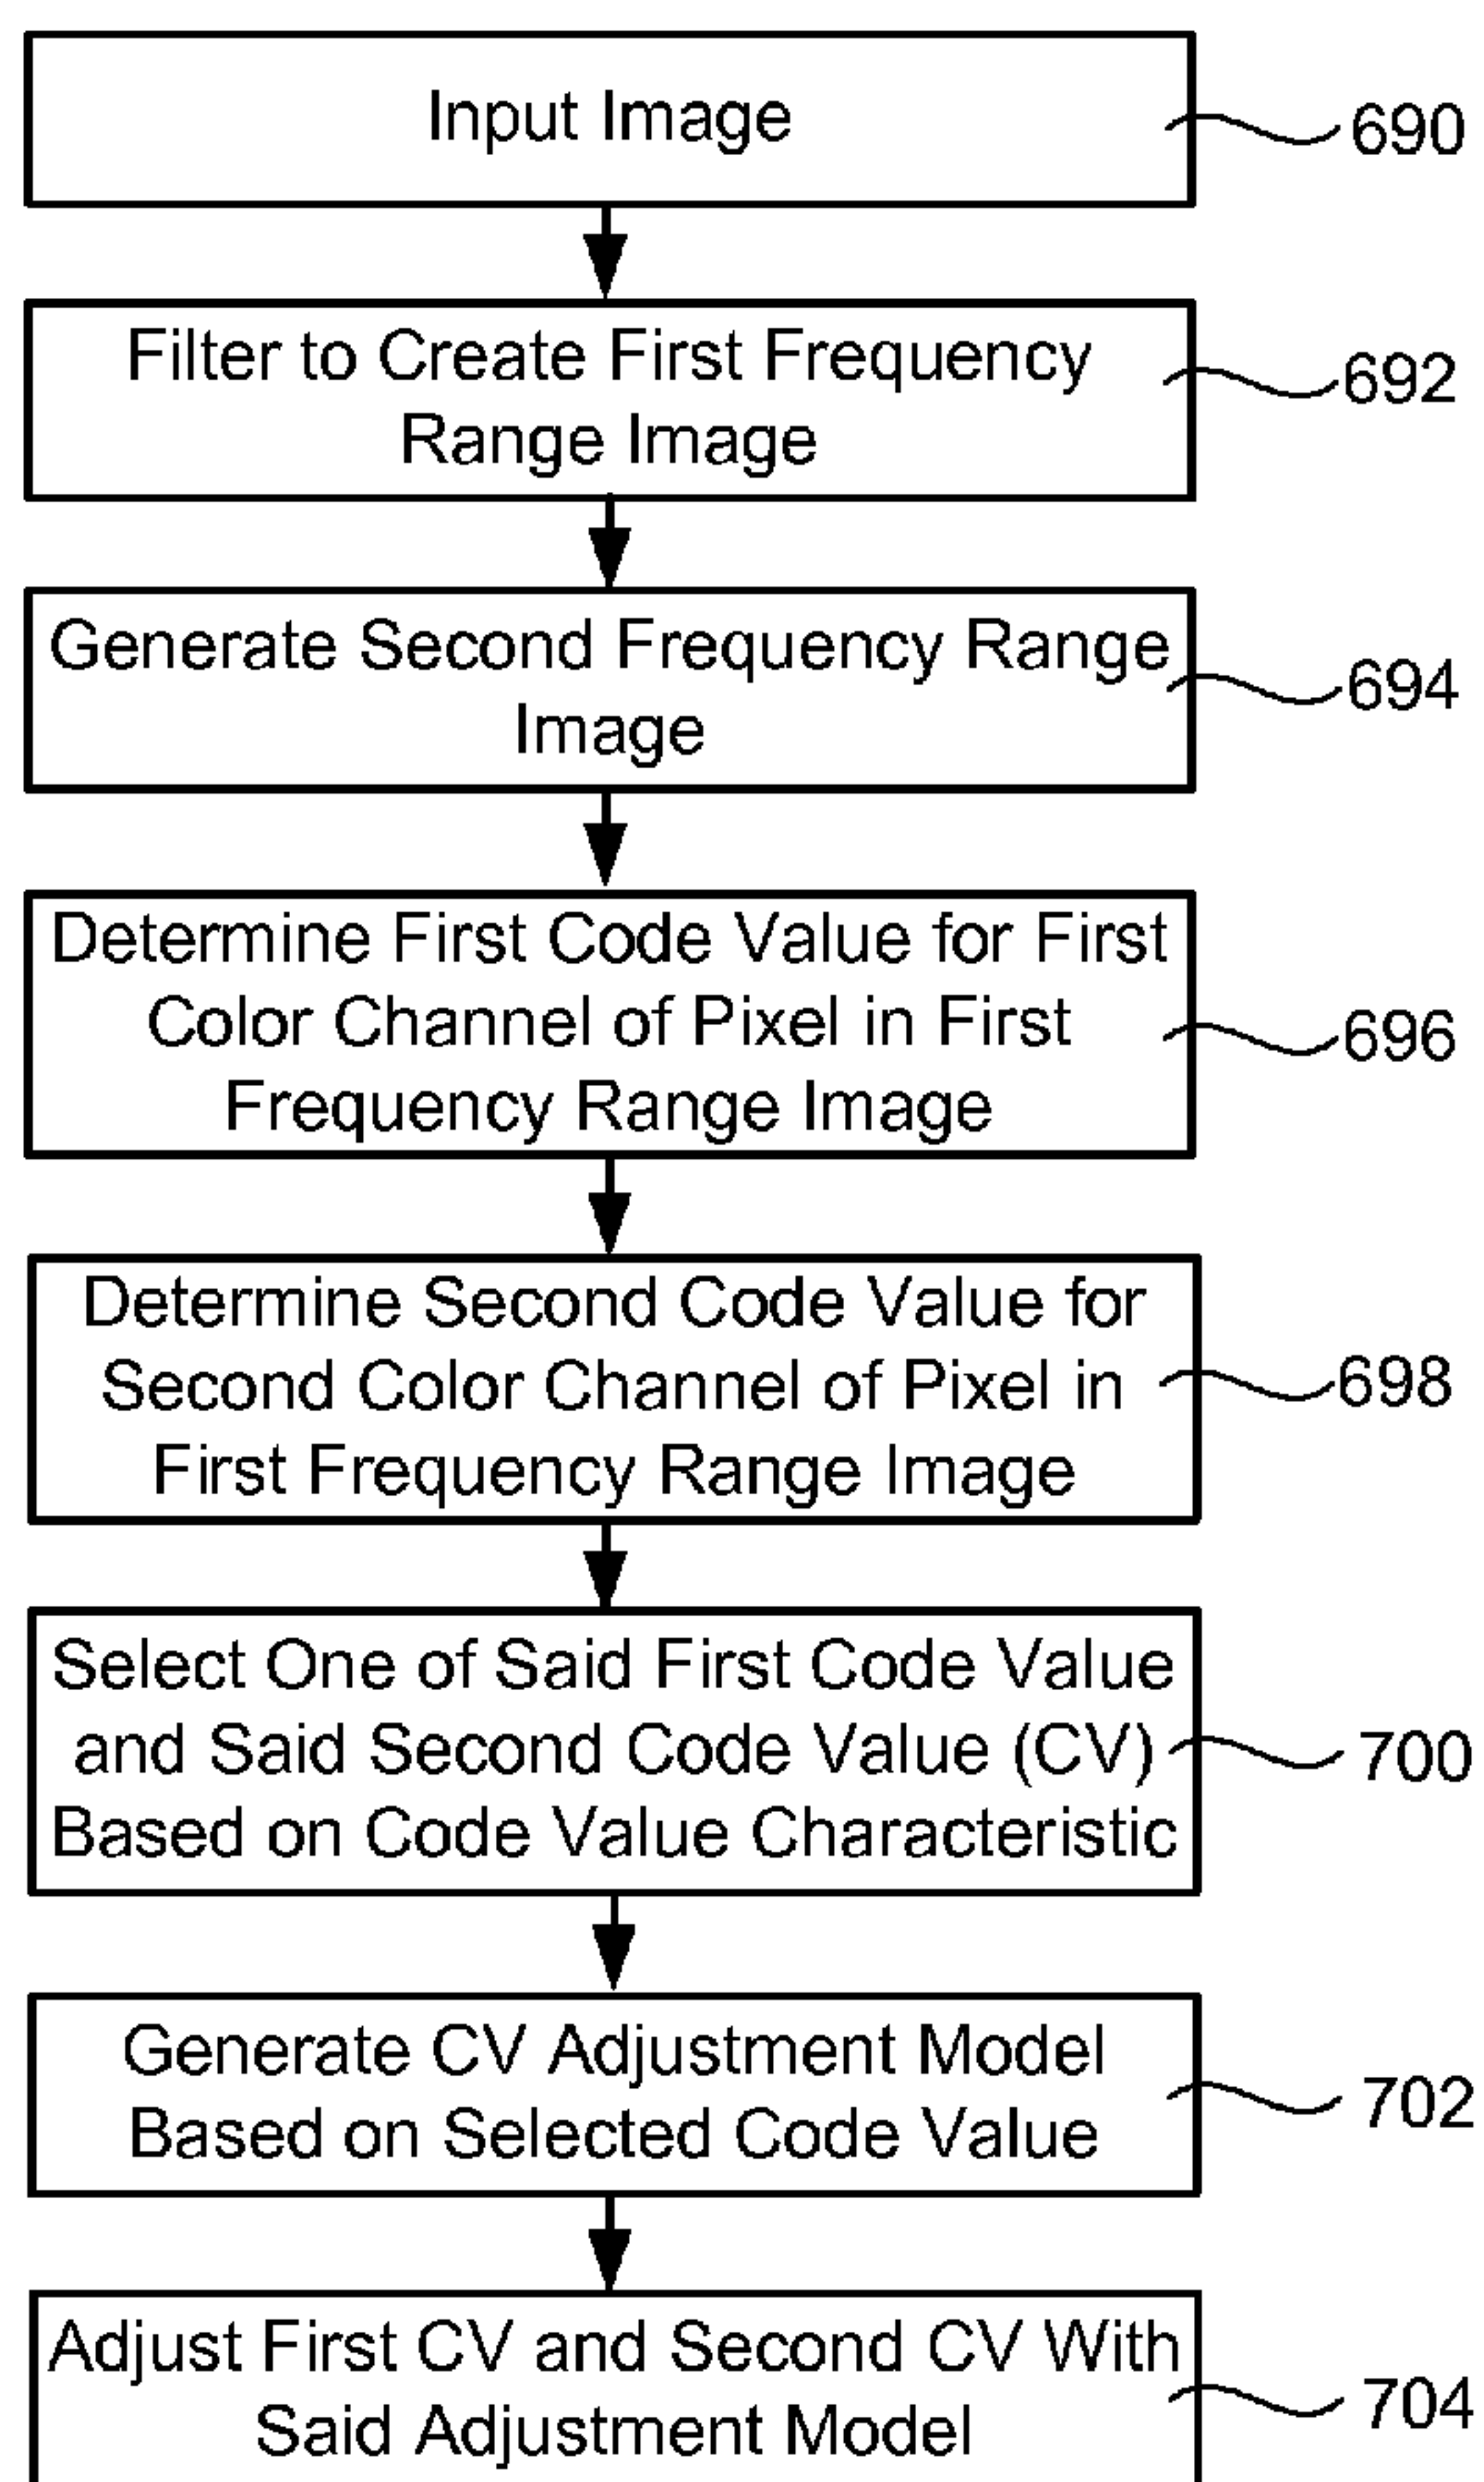 Input Image
690
Filter to Create First Frequency
Range Image
692
Generate Second Frequency Range
Image
694
Determine First Code Value for First
Color Channel of Pixel in First
Frequency Range Image
696
Determine Second Code Value for
Second Color Channel of Pixel in
First Frequency Range Image
698
Select One of Said First Code Value
and Said Second Code Value (CV)
Based on Code Value Characteristic
700
Generate CV Adjustment Model
Based on Selected Code Value
702
Adjust First CV and Second CV With
Said Adjustment Model
704